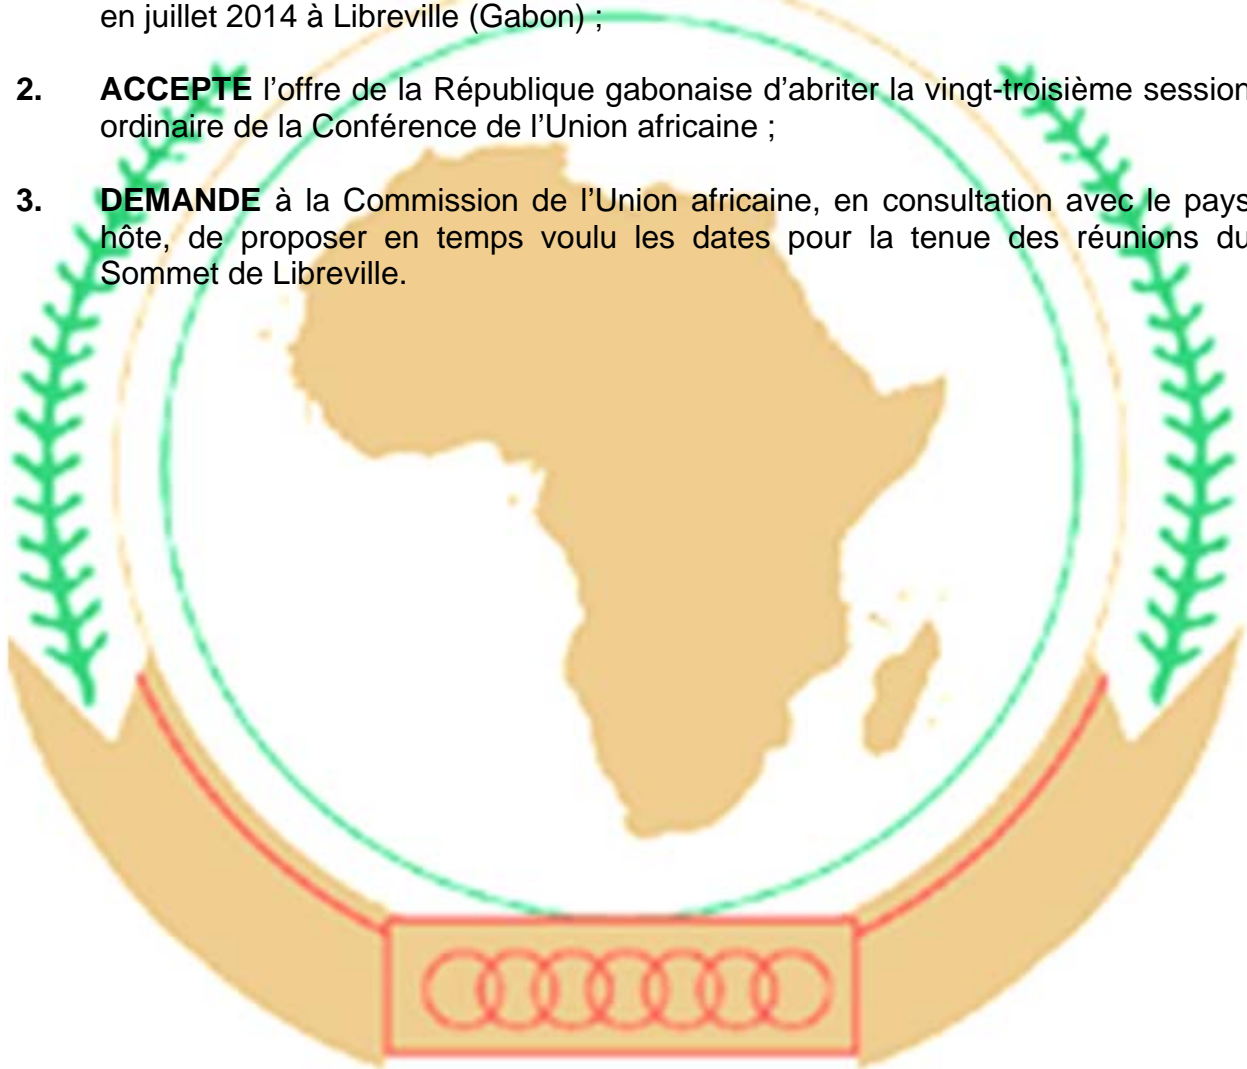 en juillet 2014 à Libreville (Gabon) ;
2. ACCEPTE l’offre de la République gabonaise d’abriter la vingt-troisième session
ordinaire de la Conférence de l’Union africaine ;
3. DEMANDE à la Commission de l’Union africaine, en consultation avec le pays
hôte, de proposer en temps voulu les dates pour la tenue des réunions du
Sommet de Libreville.